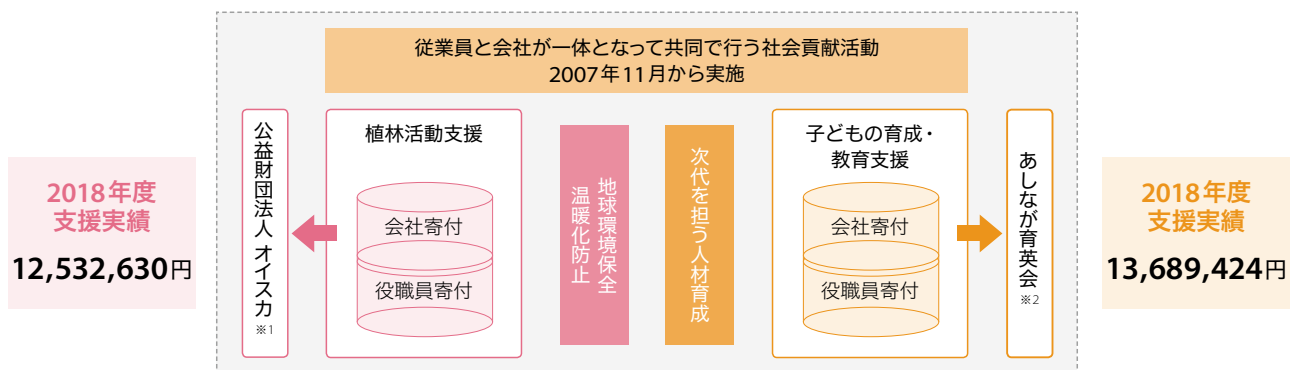 従業員と会社が一体となって共同で行う社会貢献活動
2007年11月から実施
2018年度
支援実績
12,532,630円
公益財団法人 オイスカ
※1
植林活動支援
会社寄付
役職員寄付
地球環境保全
温暖化防止
次代を担う人材育成
子どもの育成・
教育支援
会社寄付
役職員寄付
あしなが育英会
※2
2018年度
支援実績
13,689,424円